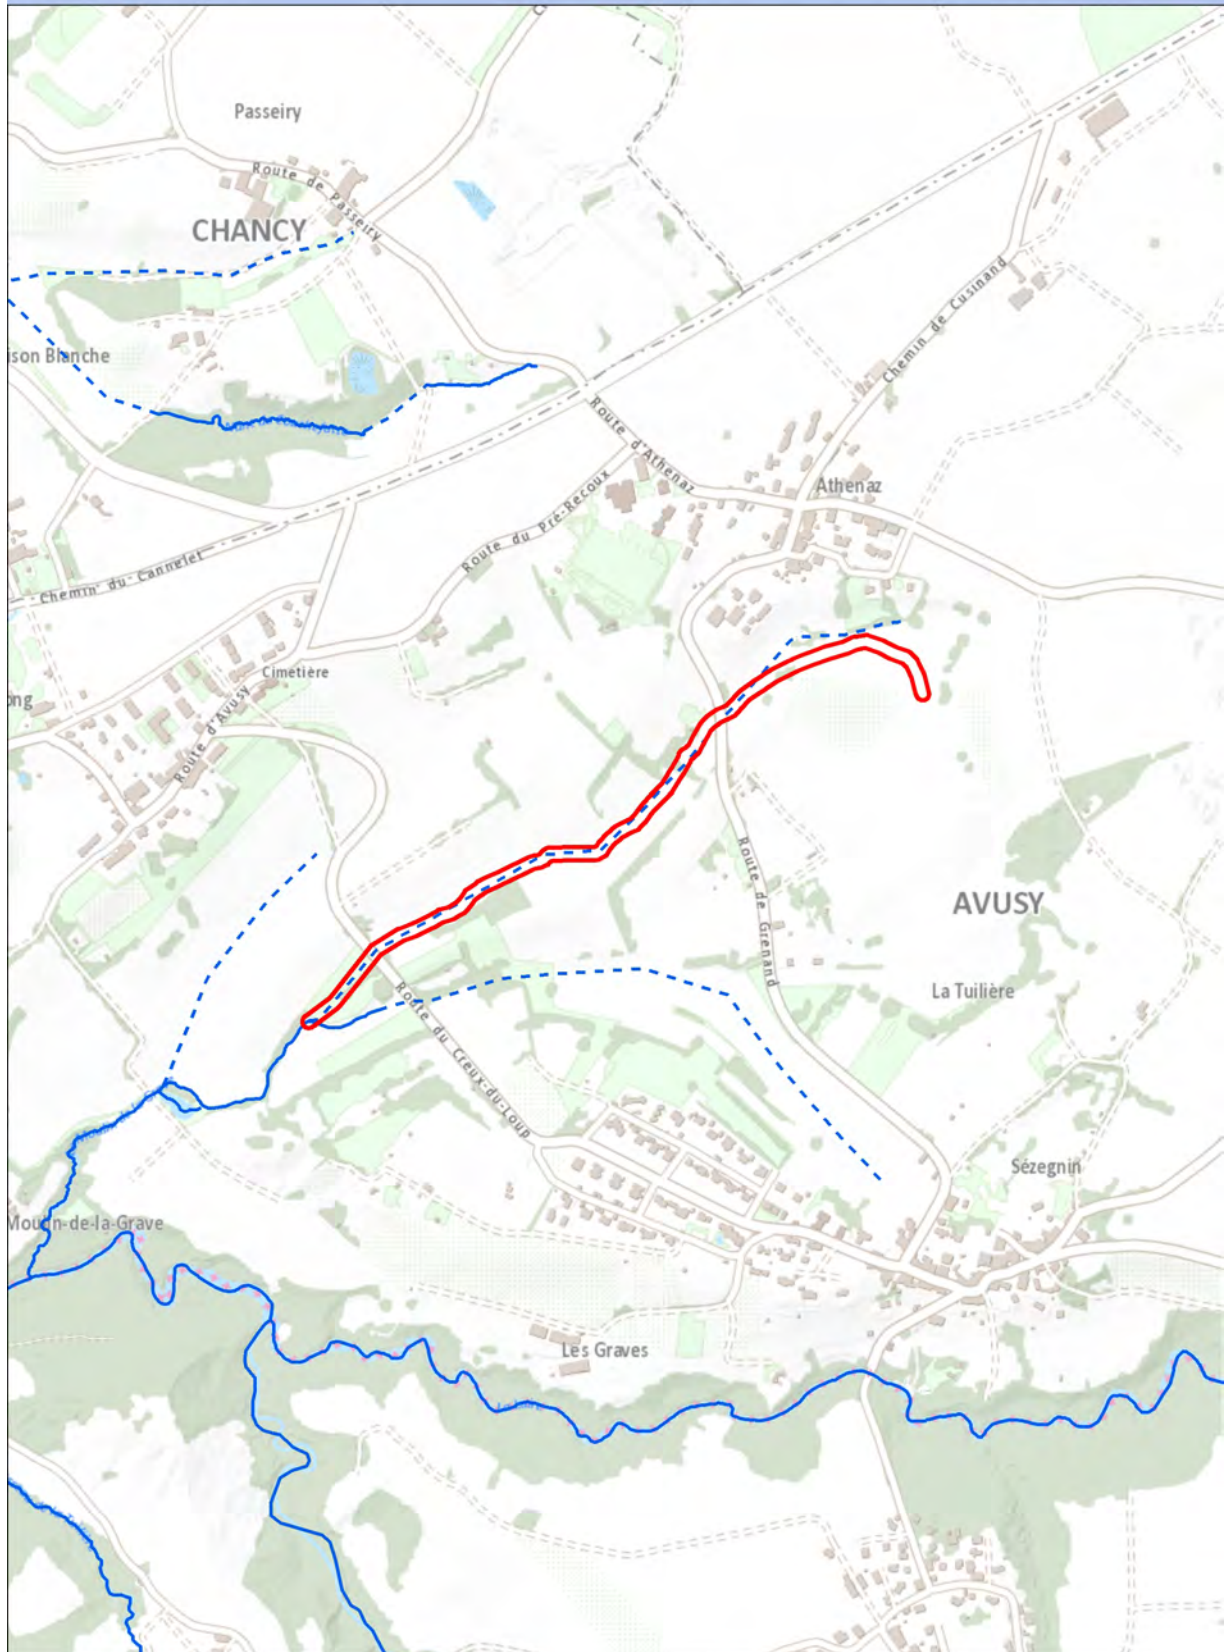 Passeiry
Route de Passeiry
CHANCY
ison Blanche
Chemin de Cusinand
Route d'Athenaz
Athenaz
Route du Pré-Recoux
Chemin du Cannelet
Cimetière
ong
Route d'Avusy
Route de Grenand
AVUSY
La Tuilière
Route du Creux-du-Loup
Sézegnin
Moulin-de-la-Grave
Les Graves